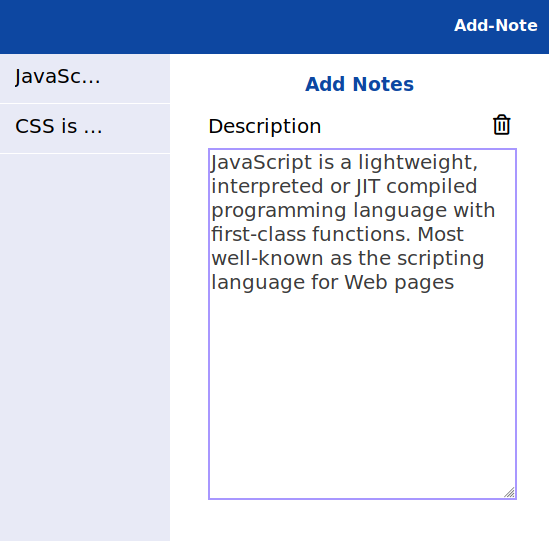 Add-Note
JavaSc...
CSS is ...
Add Notes
Description
JavaScript is a lightweight,
interpreted or JIT compiled
programming language with
first-class functions. Most
well-known as the scripting
language for Web pages